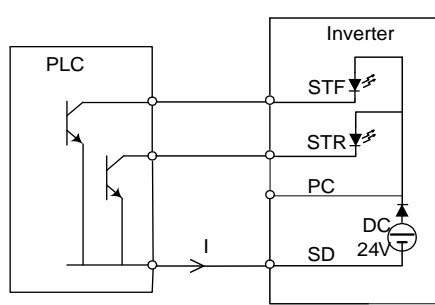 Inverter
PLC
STF
STR
PC
DC
24V
I
SD